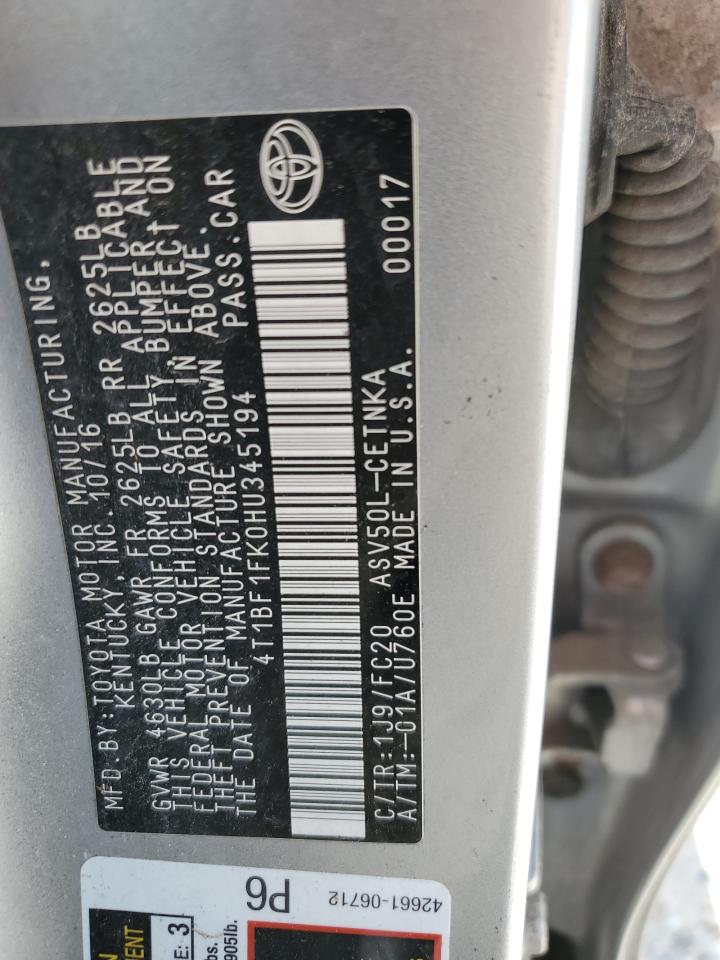 MFD.BY:TOYOTA MOTOR MANUFACTURING,
KENTUCKY, INC. 10/16
GVWR 4630LB GAWR FR 2625LB RR 2625LB
THIS VEHICLE CONFORMS TO ALL APPLICABLE
FEDERAL MOTOR VEHICLE SAFETY, BUMPER, AND
THEFT PREVENTION STANDARDS IN EFFECT ON
THE DATE OF MANUFACTURE SHOWN ABOVE.
4T1BF1FK0HU345194 PASS.CAR
C/TR:1J9/FC20 ASV50L-CETNKA
A/TM:-01A/U760E MADE IN U.S.A. 00017
P6
42661-06712
E: 3
bs.
905lb.